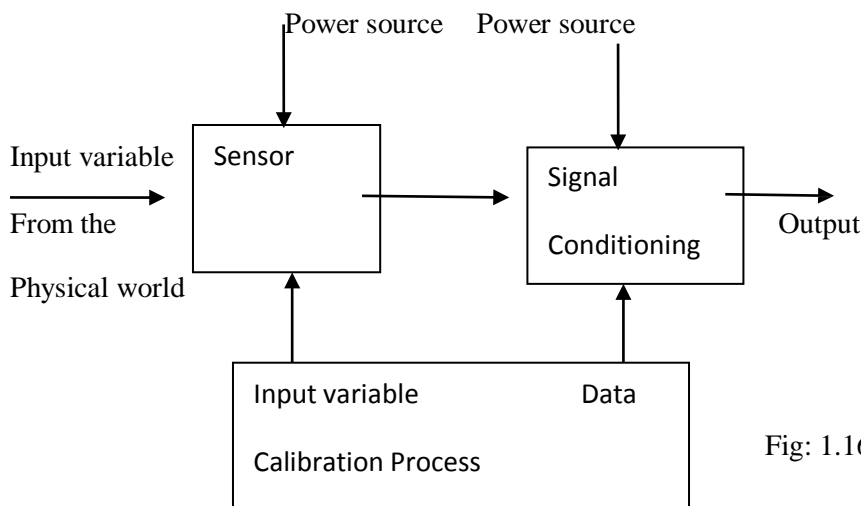 Power source Power source
Input variable
Sensor
Signal
From the
Output
Conditioning
Physical world
Input variable Data
Fig: 1.16
Calibration Process